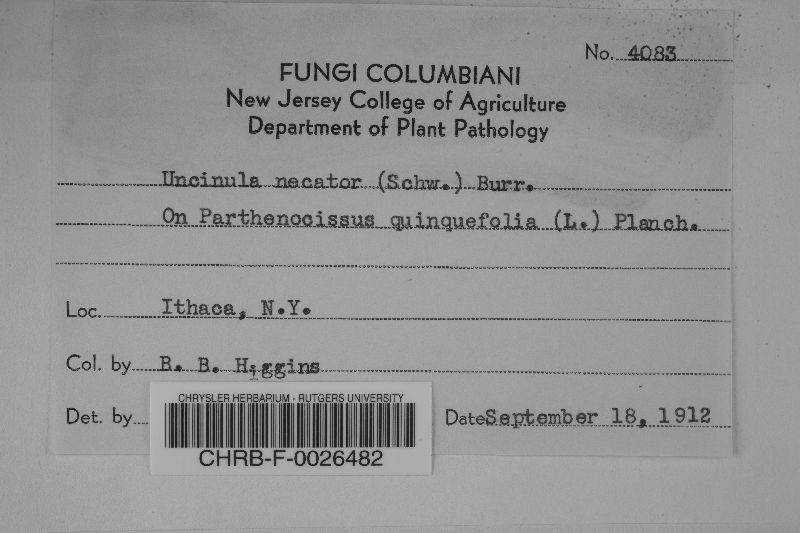 No. 4083
FUNGI COLUMBIANI
New Jersey College of Agriculture
Department of Plant Pathology
Uncinula necator (Schw.) Burr.
On Parthenocissus quinquefolia (L.) Planch.
Loc. Ithaca, N.Y.
Col. by B. B. Higgins
Det. by
Date September 18, 1912
CHRYSLER HERBARIUM - RUTGERS UNIVERSITY
CHRB-F-0026482